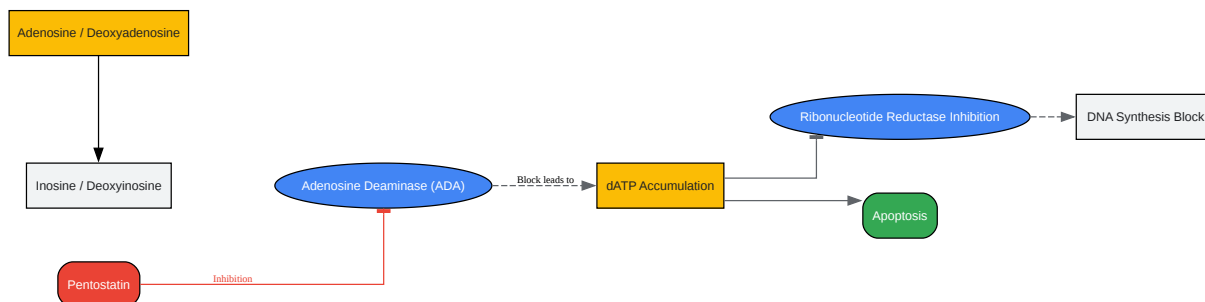 Adenosine / Deoxyadenosine
Ribonucleotide Reductase Inhibition
DNA Synthesis Block
Inosine / Deoxyinosine
Adenosine Deaminase (ADA)
Block leads to
dATP Accumulation
Apoptosis
Pentostatin
Inhibition